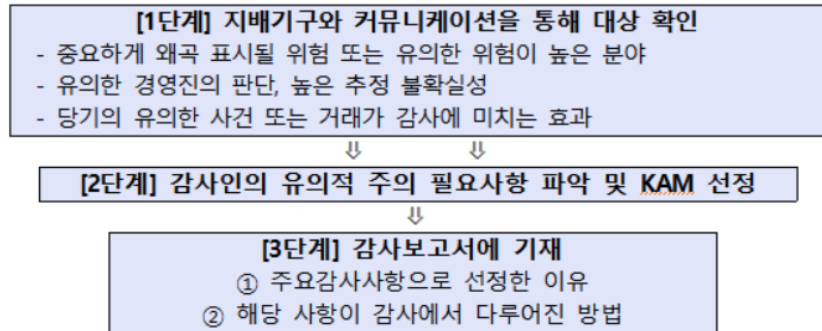 [1단계] 지배기구와 커뮤니케이션을 통해 대상 확인
- 중요하게 왜곡 표시될 위험 또는 유의한 위험이 높은 분야
- 유의한 경영진의 판단, 높은 추정 불확실성
- 당기의 유의한 사건 또는 거래가 감사에 미치는 효과
⇩ ⇩
[2단계] 감사인의 유의적 주의 필요사항 파악 및 KAM 선정
⇩
[3단계] 감사보고서에 기재
① 주요감사사항으로 선정한 이유
② 해당 사항이 감사에서 다루어진 방법